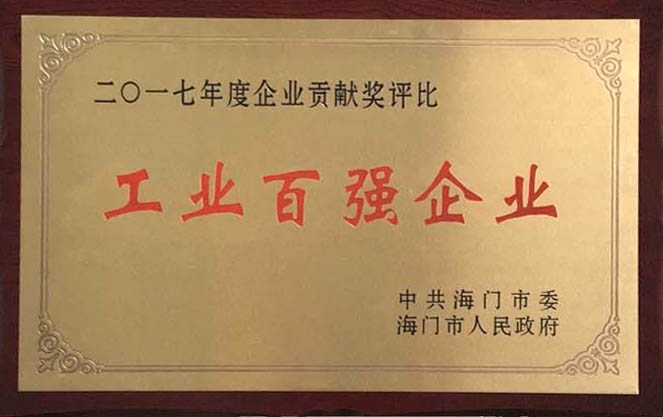 二〇一七年度企业贡献奖评比
工业百强企业
中共海门市委
海门市人民政府